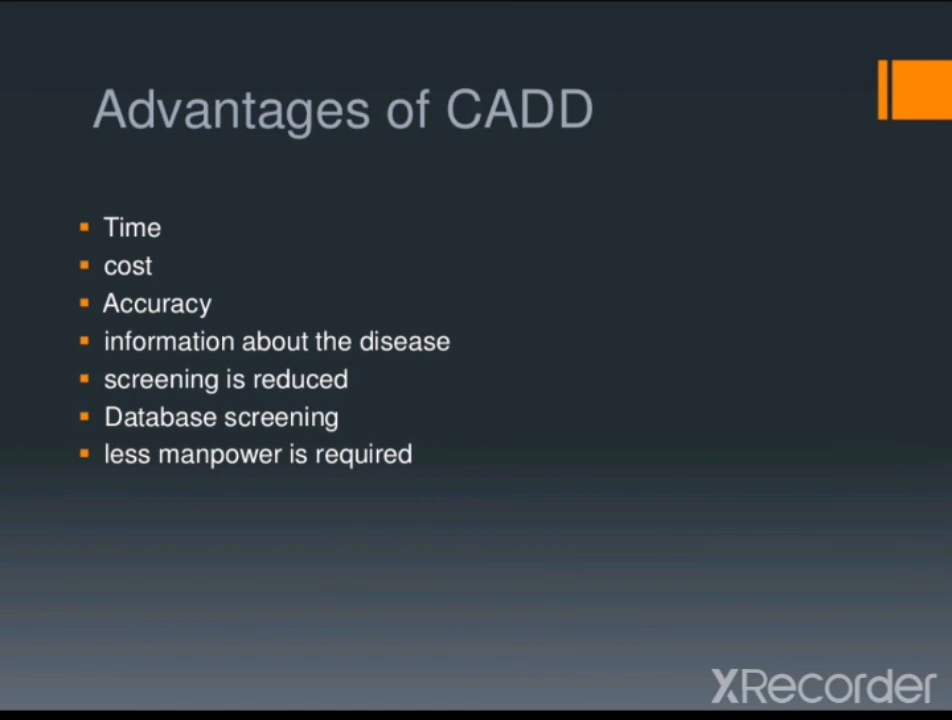 Advantages of CADD
Time
cost
Accuracy
information about the disease
screening is reduced
Database screening
less manpower is required
XRecorder